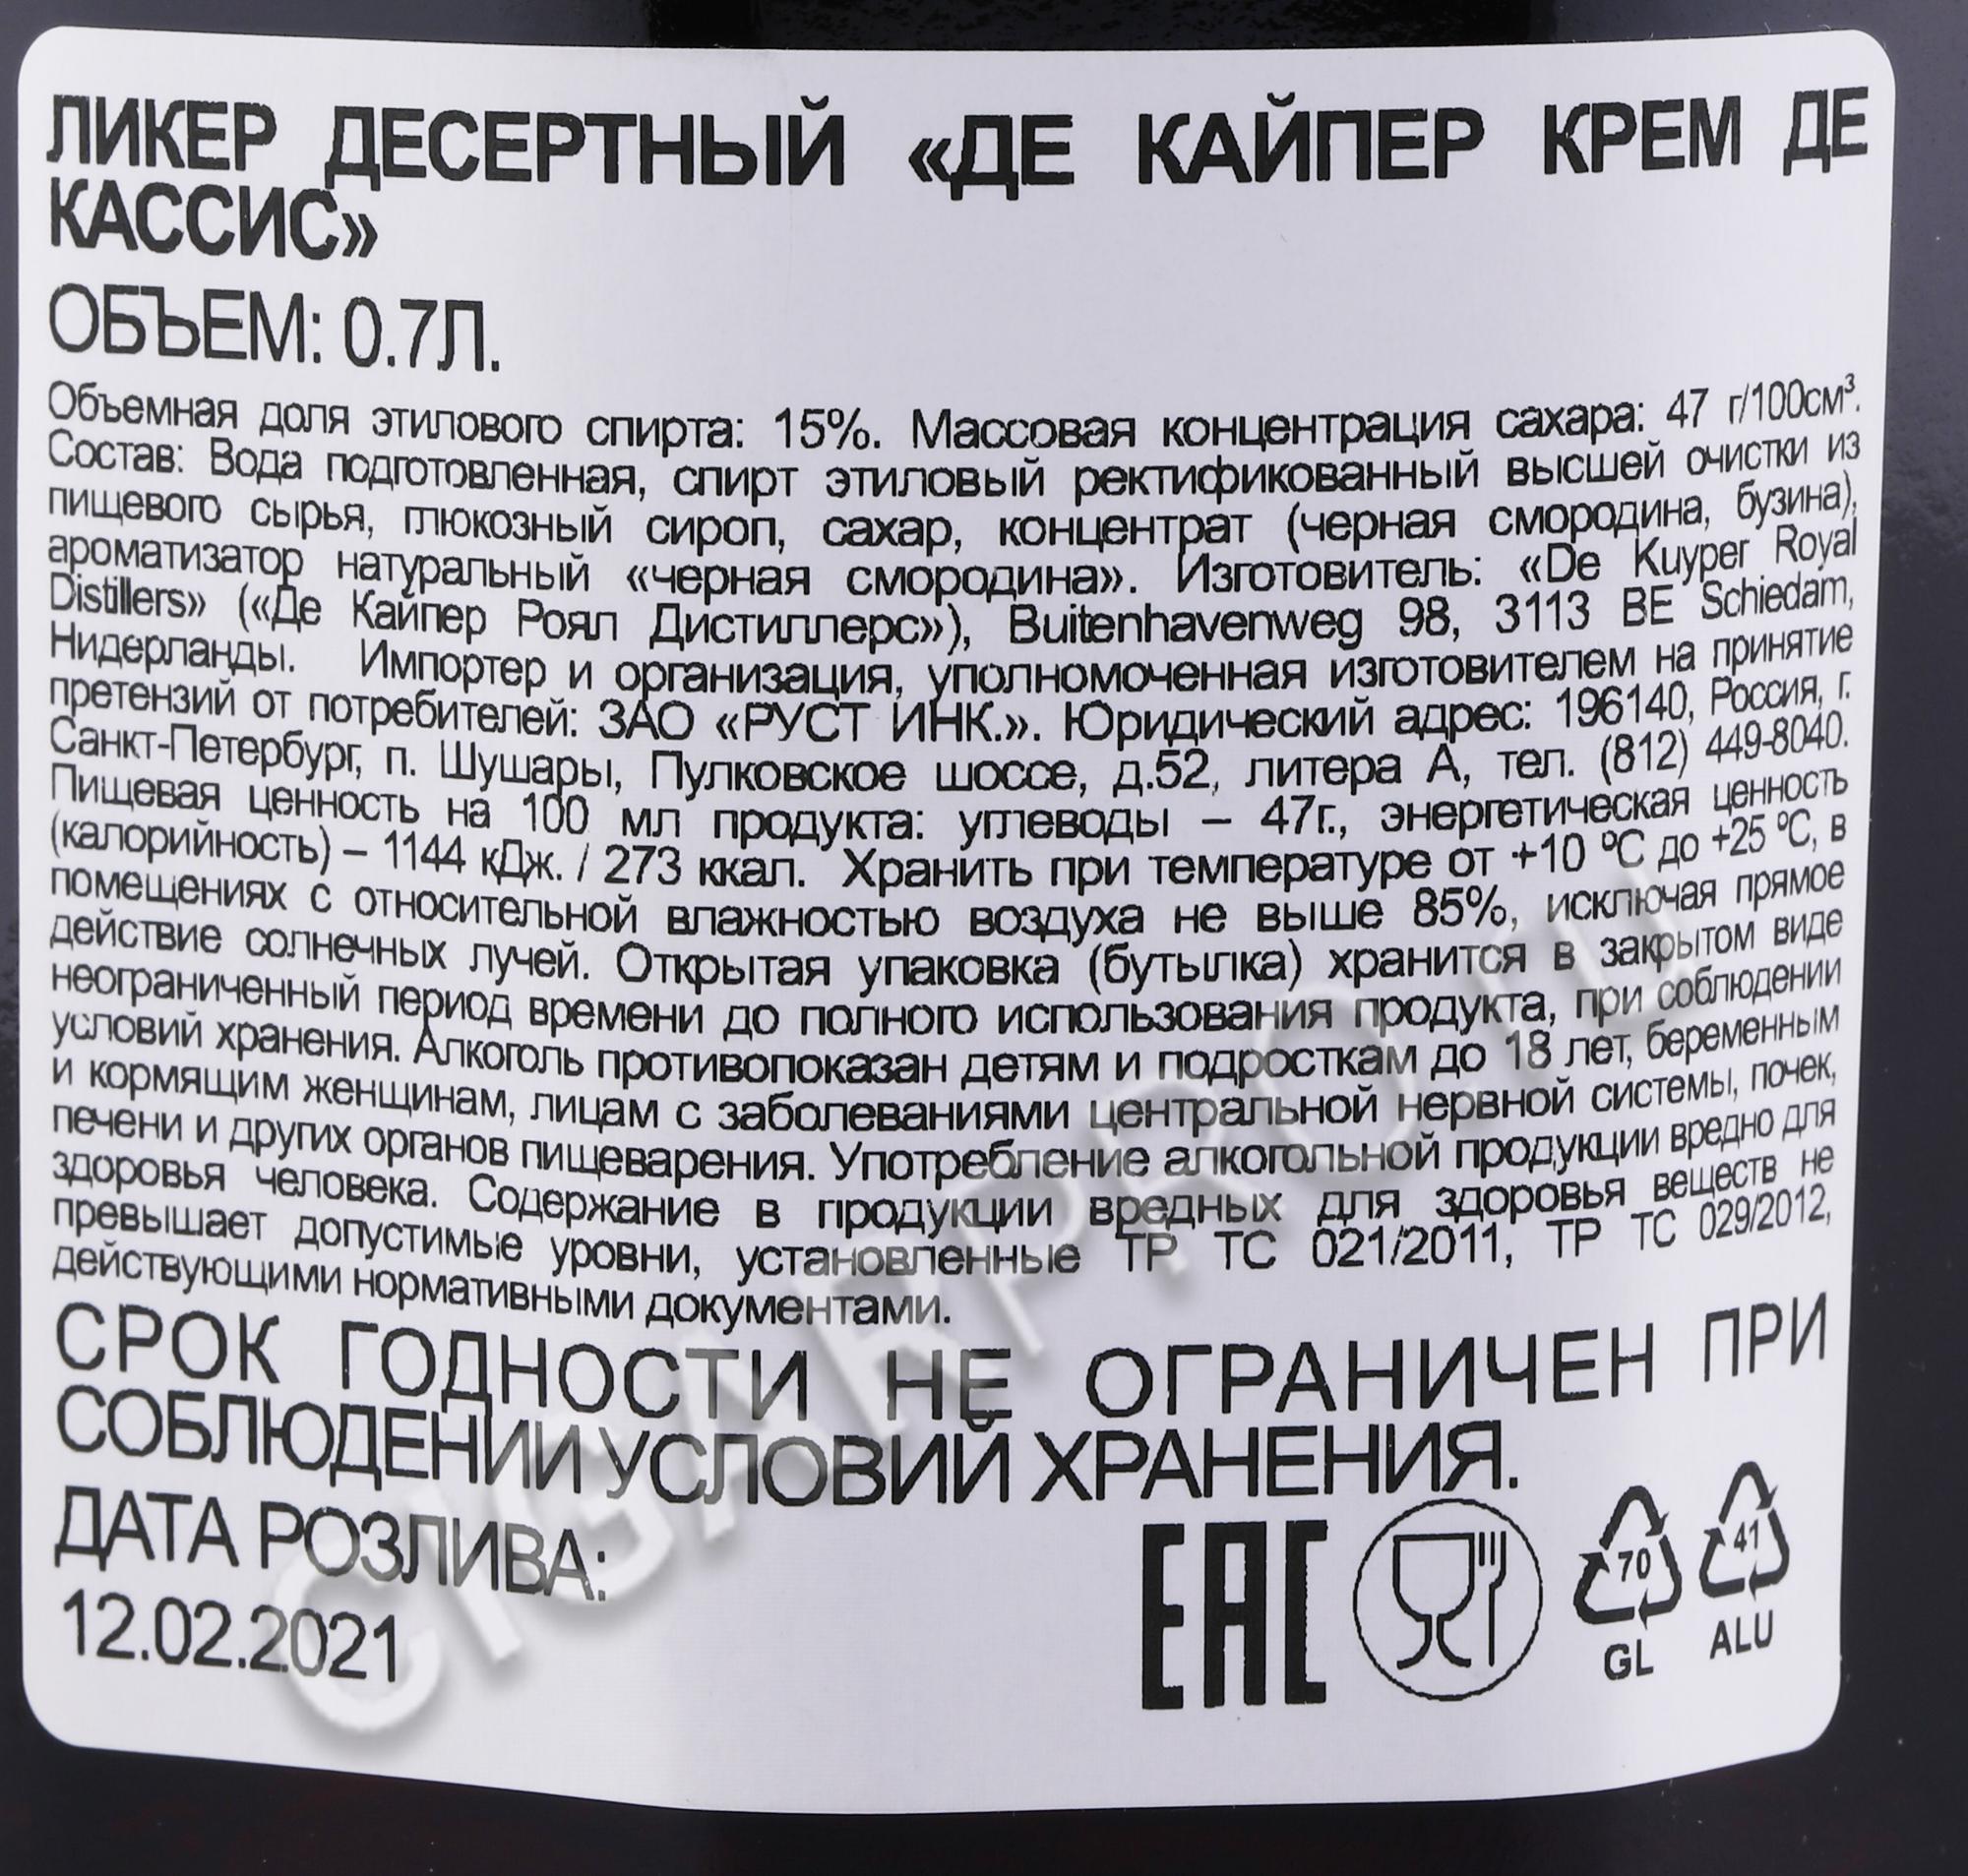 ЛИКЕР ДЕСЕРТНЫЙ «ДЕ КАЙПЕР КРЕМ ДЕ
КАССИС»
ОБЪЕМ: 0.7Л.
Объемная доля этилового спирта: 15%. Массовая концентрация сахара: 47 г/100см³.
Состав: Вода подготовленная, спирт этиловый ректификованный высшей очистки из
пищевого сырья, глюкозный сироп, сахар, концентрат (черная смородина, бузина),
ароматизатор натуральный «черная смородина». Изготовитель: «De Kuyper Royal
Distillers» («Де Кайпер Роял Дистиллерс»), Buitenhavenweg 98, 3113 BE Schiedam,
Нидерланды. Импортер и организация, уполномоченная изготовителем на принятие
претензий от потребителей: ЗАО «РУСТ ИНК.». Юридический адрес: 196140, Россия, г.
Санкт-Петербург, п. Шушары, Пулковское шоссе, д.52, литера А, тел. (812) 449-8040.
Пищевая ценность на 100 мл продукта: углеводы – 47г., энергетическая ценность
(калорийность) – 1144 кДж. / 273 ккал. Хранить при температуре от +10 ºС до +25 ºС, в
помещениях с относительной влажностью воздуха не выше 85%, исключая прямое
действие солнечных лучей. Открытая упаковка (бутылка) хранится в закрытом виде
неограниченный период времени до полного использования продукта, при соблюдении
условий хранения. Алкоголь противопоказан детям и подросткам до 18 лет, беременным
и кормящим женщинам, лицам с заболеваниями центральной нервной системы, почек,
печени и других органов пищеварения. Употребление алкогольной продукции вредно для
здоровья человека. Содержание в продукции вредных для здоровья веществ не
превышает допустимые уровни, установленные ТР ТС 021/2011, ТР ТС 029/2012,
действующими нормативными документами.
СРОК ГОДНОСТИ НЕ ОГРАНИЧЕН ПРИ
СОБЛЮДЕНИИ УСЛОВИЙ ХРАНЕНИЯ.
ДАТА РОЗЛИВА:
12.02.2021
EAC
70
GL
41
ALU
CIGARPRO.RU